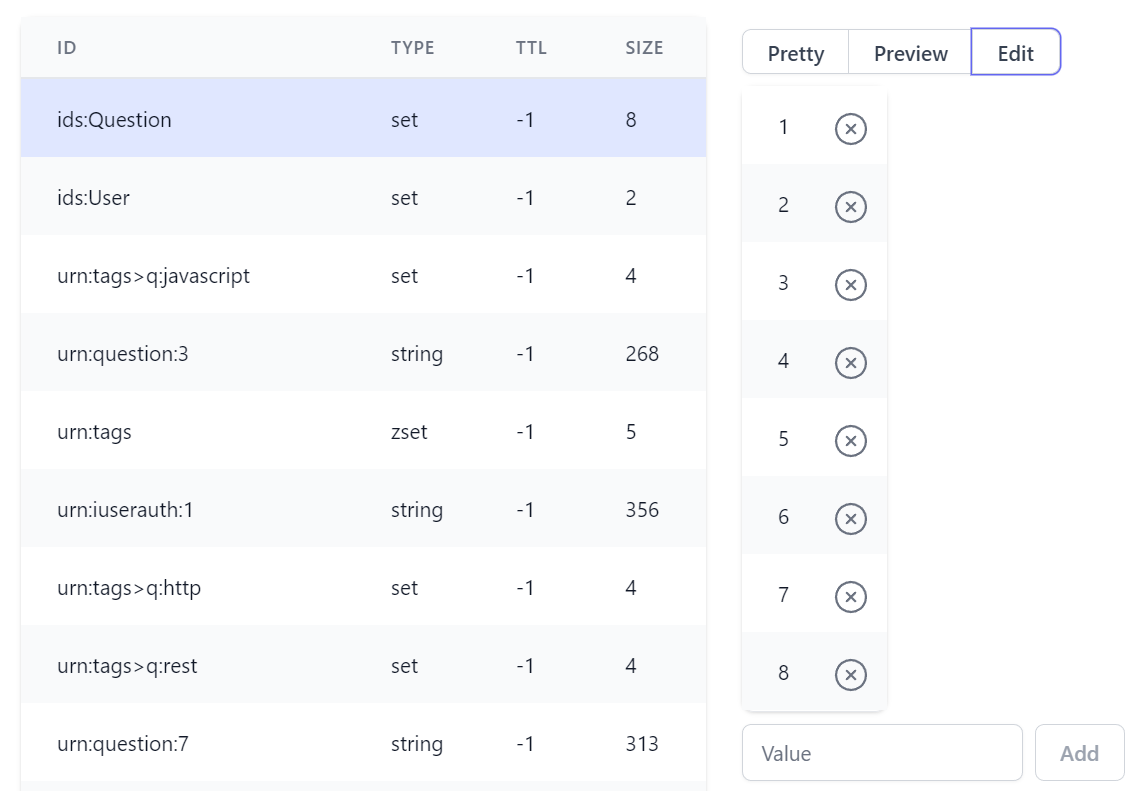 ID TYPE TTL SIZE
ids:Question set -1 8
ids:User set -1 2
urn:tags>q:javascript set -1 4
urn:question:3 string -1 268
urn:tags zset -1 5
urn:iuserauth:1 string -1 356
urn:tags>q:http set -1 4
urn:tags>q:rest set -1 4
urn:question:7 string -1 313
Pretty Preview Edit
1
2
3
4
5
6
7
8
Value Add